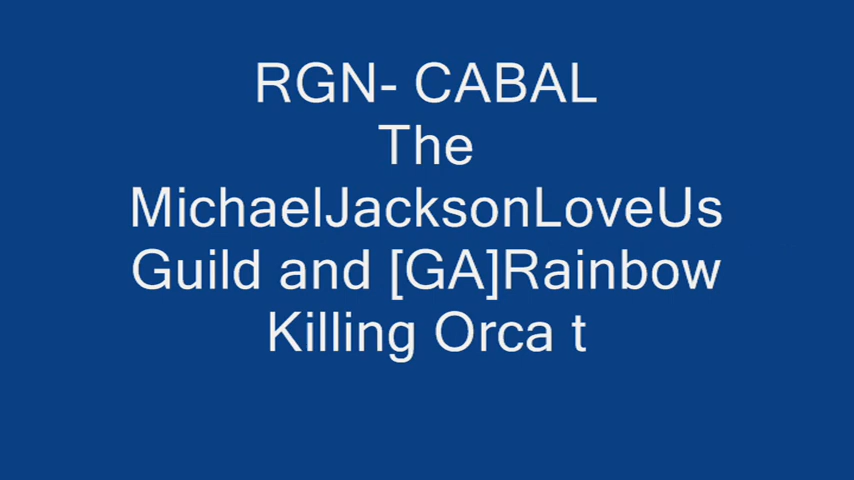 RGN- CABAL
The
MichaelJacksonLoveUs
Guild and [GA]Rainbow
Killing Orca t